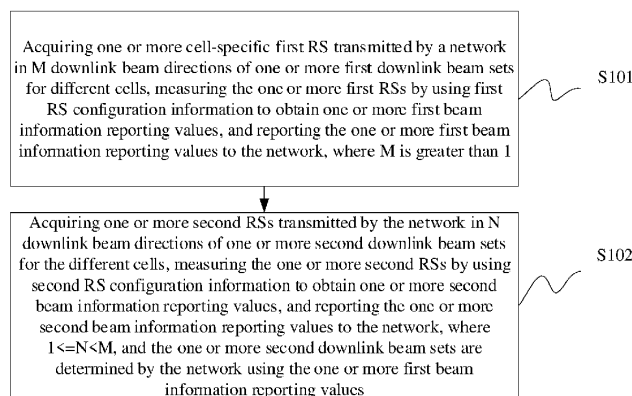 Acquiring one or more cell-specific first RS transmitted by a network
in M downlink beam directions of one or more first downlink beam sets
for different cells, measuring the one or more first RSs by using first
RS configuration information to obtain one or more first beam
information reporting values, and reporting the one or more first beam
information reporting values to the network, where M is greater than 1
S101
Acquiring one or more second RSs transmitted by the network in N
downlink beam directions of one or more second downlink beam sets
for the different cells, measuring the one or more second RSs by using
second RS configuration information to obtain one or more second
beam information reporting values, and reporting the one or more
second beam information reporting values to the network, where
1<=N<M, and the one or more second downlink beam sets are
determined by the network using the one or more first beam
information reporting values
S102